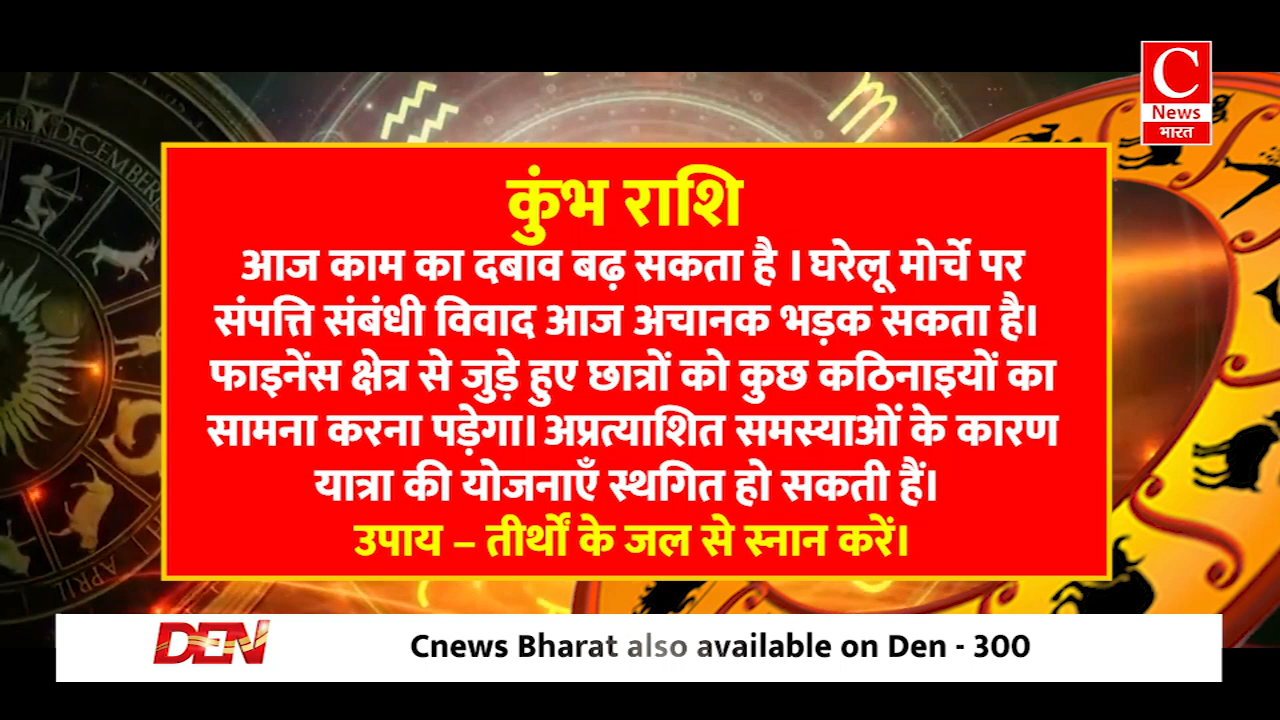 C
News
भारत
DECEMBER
कुंभ राशि
आज काम का दबाव बढ़ सकता है । घरेलू मोर्चे पर
संपत्ति संबंधी विवाद आज अचानक भड़क सकता है।
फाइनेंस क्षेत्र से जुड़े हुए छात्रों को कुछ कठिनाइयों का
सामना करना पड़ेगा। अप्रत्याशित समस्याओं के कारण
यात्रा की योजनाएँ स्थगित हो सकती हैं।
उपाय – तीर्थों के जल से स्नान करें।
APRIL
DEN
Cnews Bharat also available on Den - 300